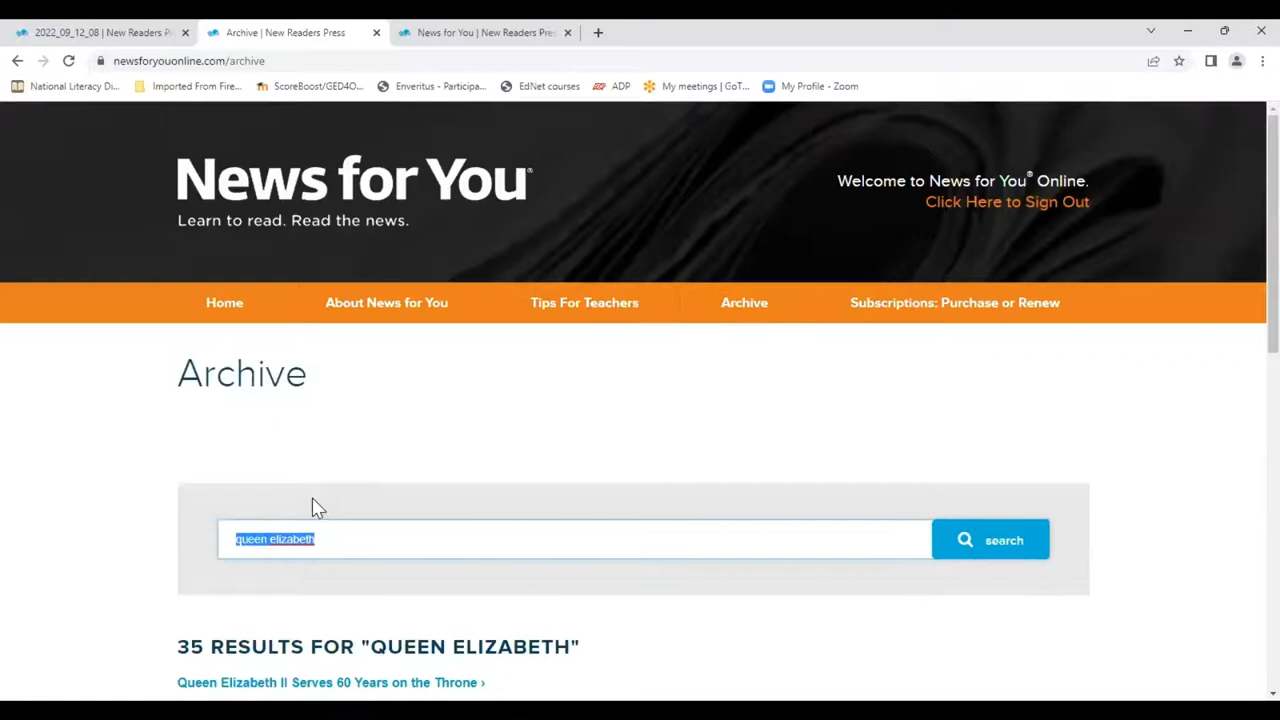 2022_09_12_08 | New Readers Pr
Archive | New Readers Press
News for You | New Readers Pres
newsforyouonline.com/archive
National Literacy Di...
Imported From Fire...
ScoreBoost/GED4O...
Enveritus - Participa...
EdNet courses
ADP
My meetings | GoT...
My Profile - Zoom
News for You®
Learn to read. Read the news.
Welcome to News for You® Online.
Click Here to Sign Out
Home
About News for You
Tips For Teachers
Archive
Subscriptions: Purchase or Renew
Archive
queen elizabeth
search
35 RESULTS FOR "QUEEN ELIZABETH"
Queen Elizabeth II Serves 60 Years on the Throne ›